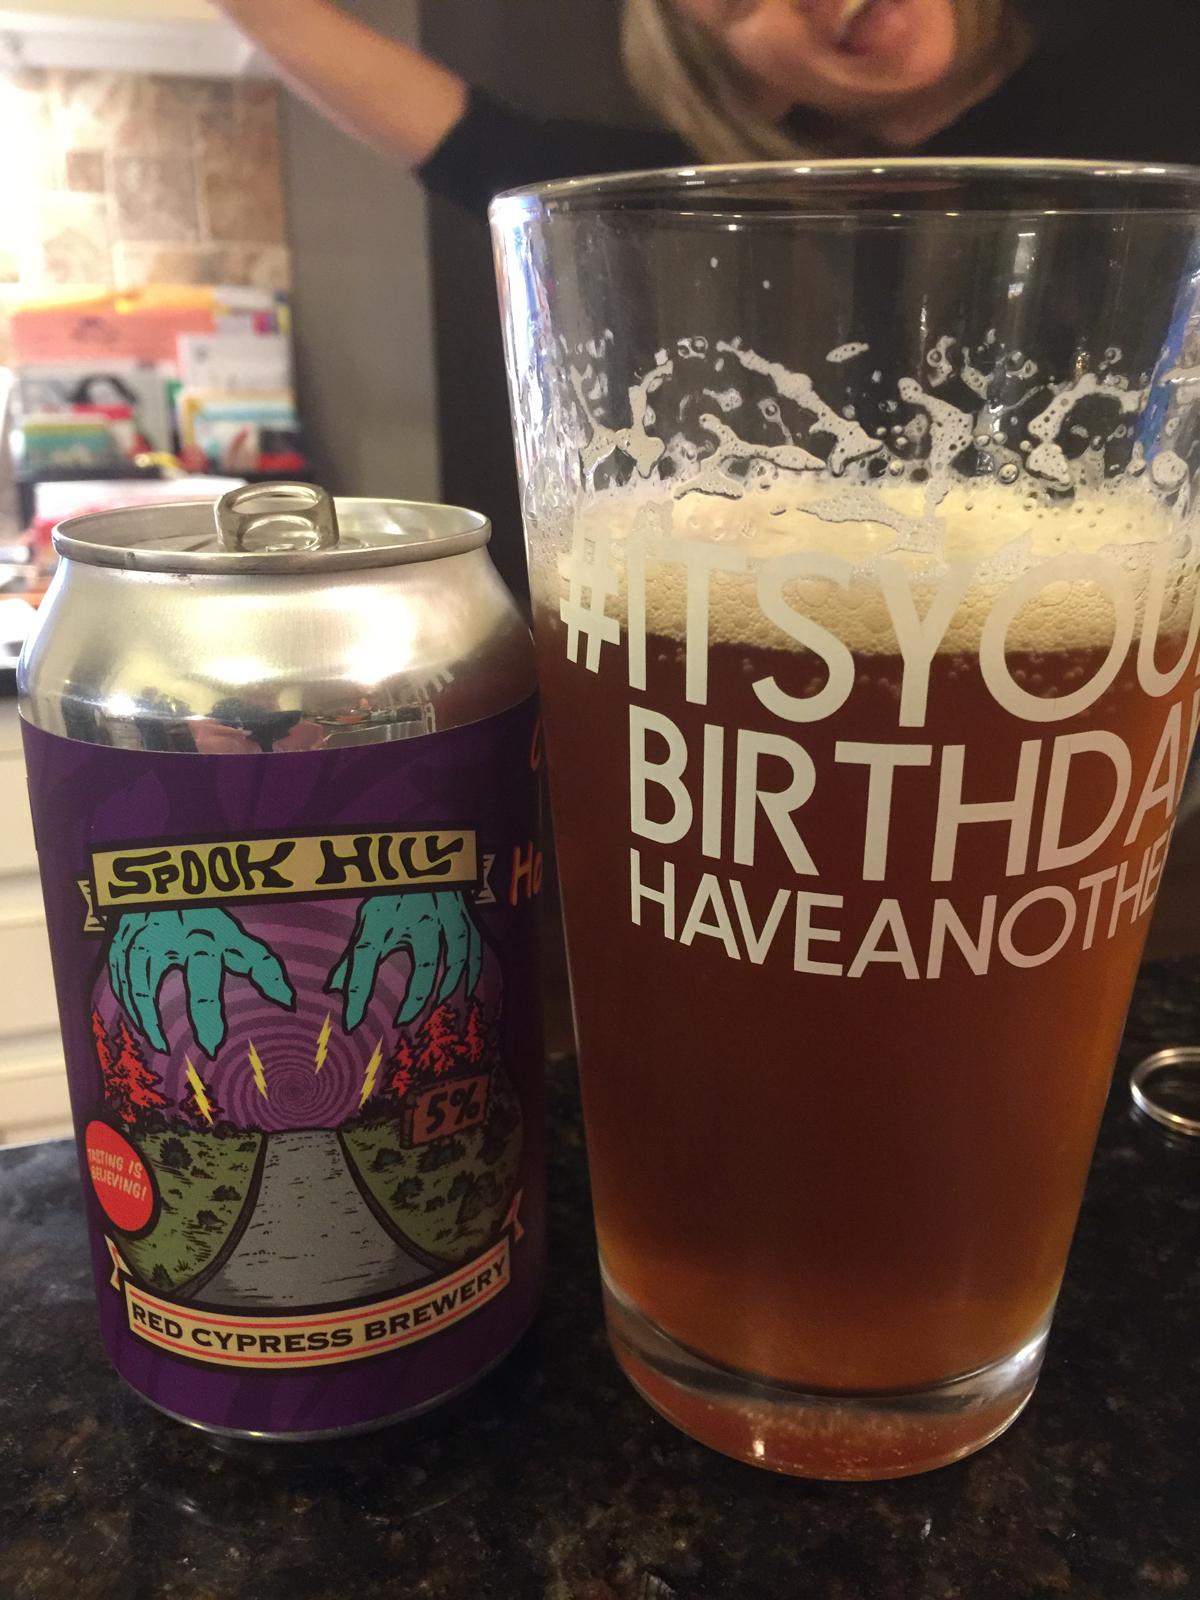 SPOOK HILL
5%
TASTING IS
BELIEVING!
RED CYPRESS BREWERY
#ITSYOU
BIRTHDA
HAVEANOTHE